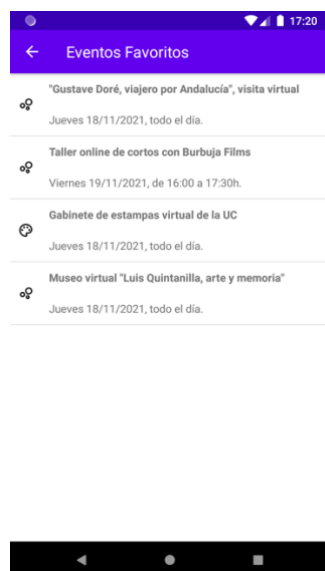 17:20
Eventos Favoritos
"Gustave Doré, viajero por Andalucía", visita virtual
Jueves 18/11/2021, todo el día.
Taller online de cortos con Burbuja Films
Viernes 19/11/2021, de 16:00 a 17:30h.
Gabinete de estampas virtual de la UC
Jueves 18/11/2021, todo el día.
Museo virtual "Luis Quintanilla, arte y memoria"
Jueves 18/11/2021, todo el día.